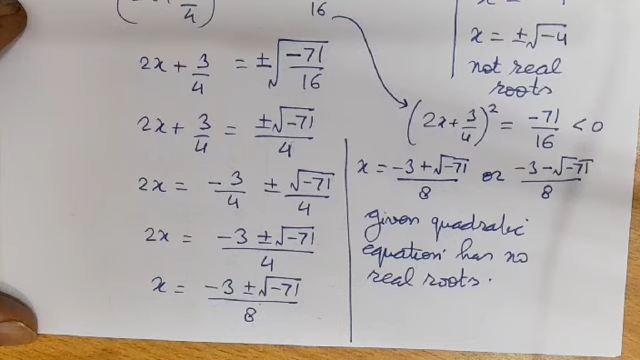 4
2x + 3/4 = ±√(-71/16)
2x + 3/4 = ±√-71 / 4
2x = -3/4 ± √-71 / 4
2x = -3 ± √-71 / 4
x = -3 ± √-71 / 8
16
x = ±√-4
not real
roots
(2x + 3/4)² = -71/16 < 0
x = -3 + √-71 / 8 or -3 - √-71 / 8
given quadratic
equation has no
real roots.